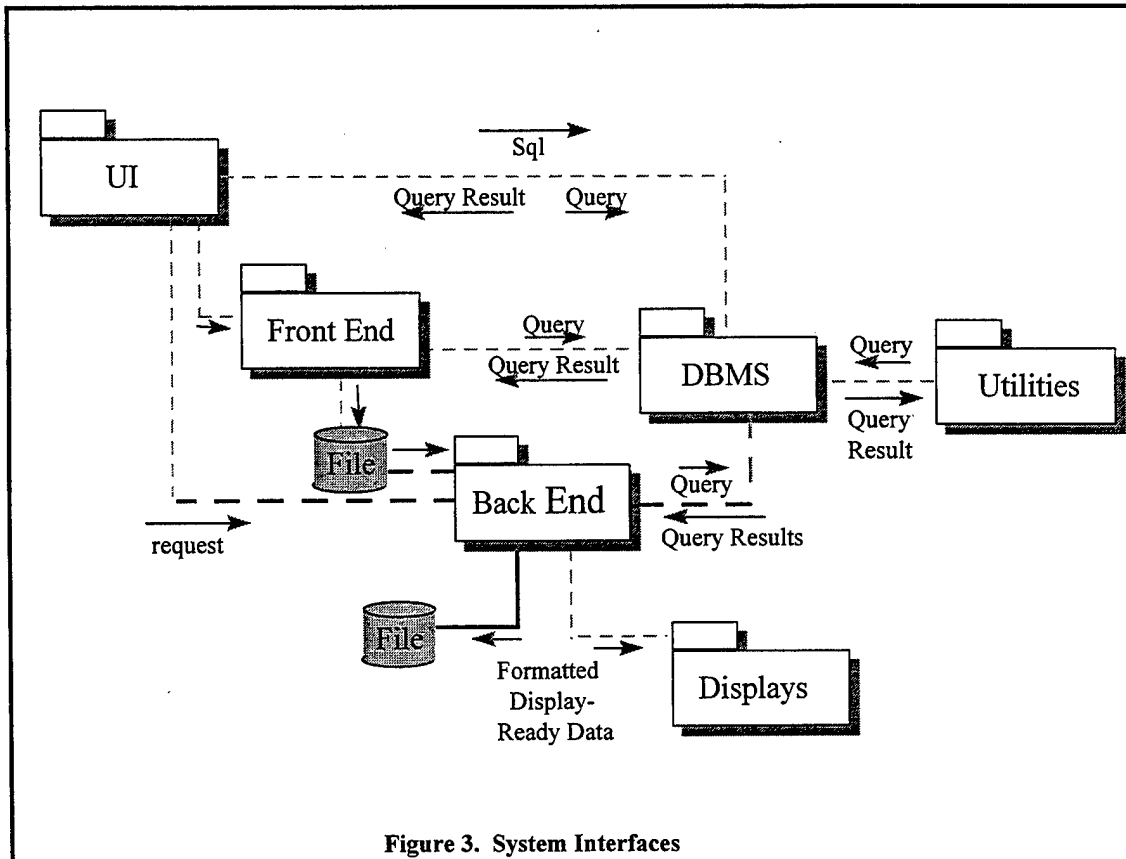 UI
Sql
Query Result Query
Front End
Query
Query Result
DBMS
Query
Utilities
Query
Result
File
Back End
Query
Query Results
request
File
Formatted
Display-
Ready Data
Displays
Figure 3. System Interfaces